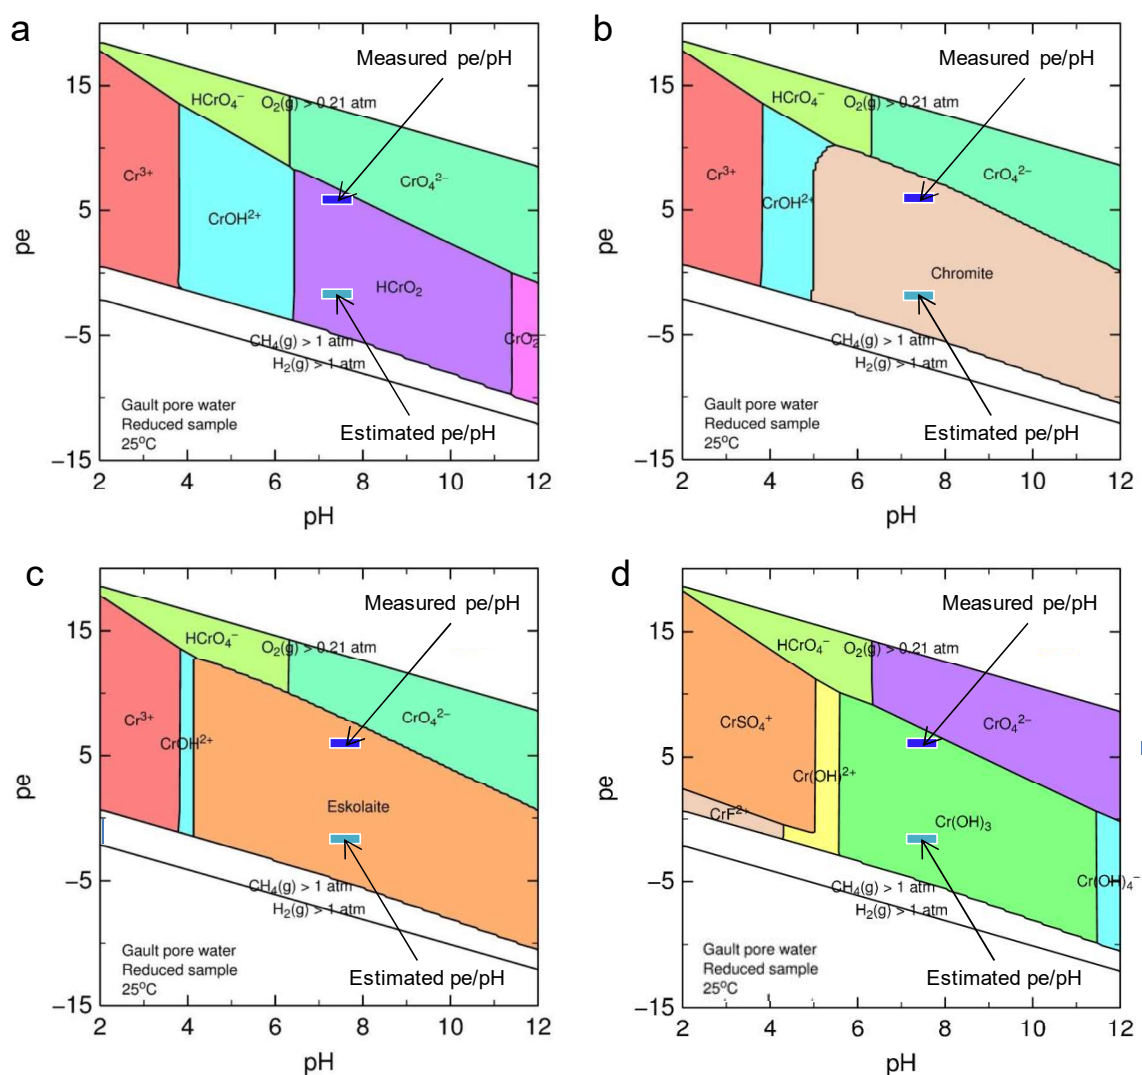 a
Measured pe/pH
15
HCrO₄⁻
O₂(g) > 0.21 atm
Cr³⁺
CrO₄²⁻
5
CrOH²⁺
pe
HCrO₂
−5
CH₄(g) > 1 atm
CrO₂⁻
H₂(g) > 1 atm
Gault pore water
Reduced sample
25°C
Estimated pe/pH
−15
2 4 6 8 10 12
pH
b
Measured pe/pH
15
HCrO₄⁻
O₂(g) > 0.21 atm
Cr³⁺
CrO₄²⁻
5
CrOH²⁺
pe
Chromite
−5
CH₄(g) > 1 atm
H₂(g) > 1 atm
Gault pore water
Reduced sample
25°C
Estimated pe/pH
−15
2 4 6 8 10 12
pH
c
Measured pe/pH
15
HCrO₄⁻
O₂(g) > 0.21 atm
Cr³⁺
CrO₄²⁻
5
CrOH²⁺
pe
Eskolaite
−5
CH₄(g) > 1 atm
H₂(g) > 1 atm
Gault pore water
Reduced sample
25°C
Estimated pe/pH
−15
2 4 6 8 10 12
pH
d
Measured pe/pH
15
HCrO₄⁻
O₂(g) > 0.21 atm
CrSO₄⁺
CrO₄²⁻
5
Cr(OH)²⁺
pe
CrF²⁺
Cr(OH)₃
−5
CH₄(g) > 1 atm
Cr(OH)₄⁻
H₂(g) > 1 atm
Gault pore water
Reduced sample
25°C
Estimated pe/pH
−15
2 4 6 8 10 12
pH